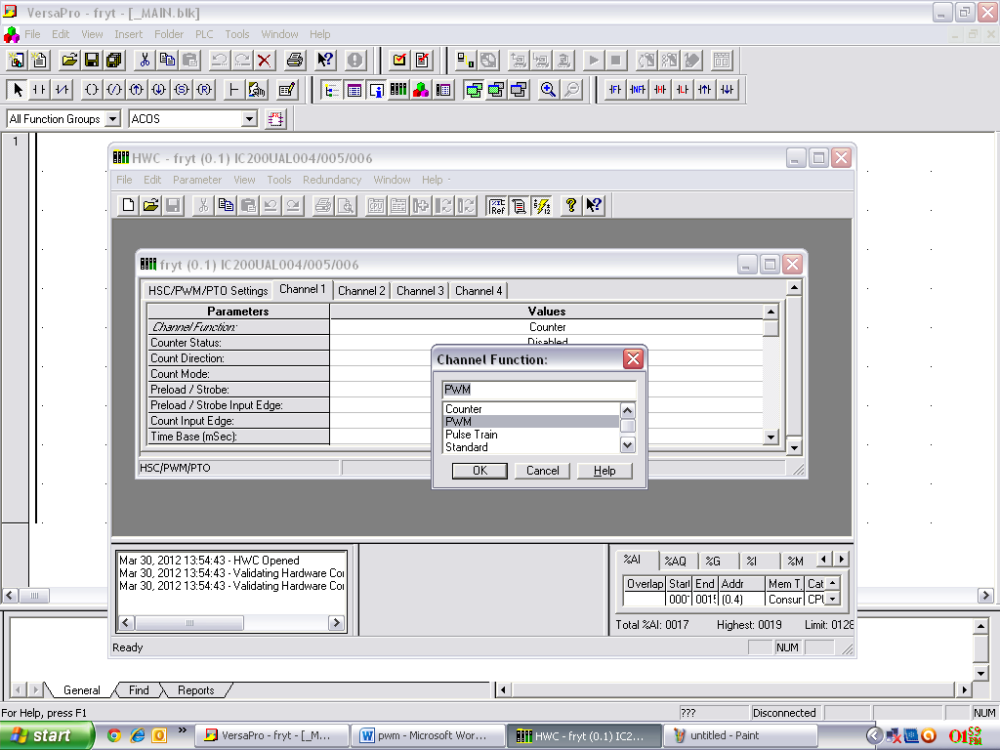 VersaPro - fryt - [_MAIN.blk]
File Edit View Insert Folder PLC Tools Window Help
All Function Groups ACOS
1
HWC - fryt (0.1) IC200UAL004/005/006
File Edit Parameter View Tools Redundancy Window Help
Ref
fryt (0.1) IC200UAL004/005/006
HSC/PWM/PTO Settings Channel 1 Channel 2 Channel 3 Channel 4
Parameters Values
Channel Function: Counter
Counter Status: Disabled
Count Direction:
Count Mode:
Preload / Strobe:
Preload / Strobe Input Edge:
Count Input Edge:
Time Base (mSec):
HSC/PWM/PTO
Channel Function:
PWM
Counter
PWM
Pulse Train
Standard
OK Cancel Help
Mar 30, 2012 13:54:43 - HWC Opened
Mar 30, 2012 13:54:43 - Validating Hardware Co
Mar 30, 2012 13:54:43 - Validating Hardware Co
%AI %AQ %G %I %M
Overlap Start End Addr Mem T Cat
(0.4) Consur CPU
Total %AI: 0017 Highest: 0019 Limit: 0128
Ready NUM
General Find Reports
For Help, press F1 ??? Disconnected NUM
start VersaPro - fryt - [_M... pwm - Microsoft Wor... HWC - fryt (0.1) IC2... untitled - Paint 01:59 PM